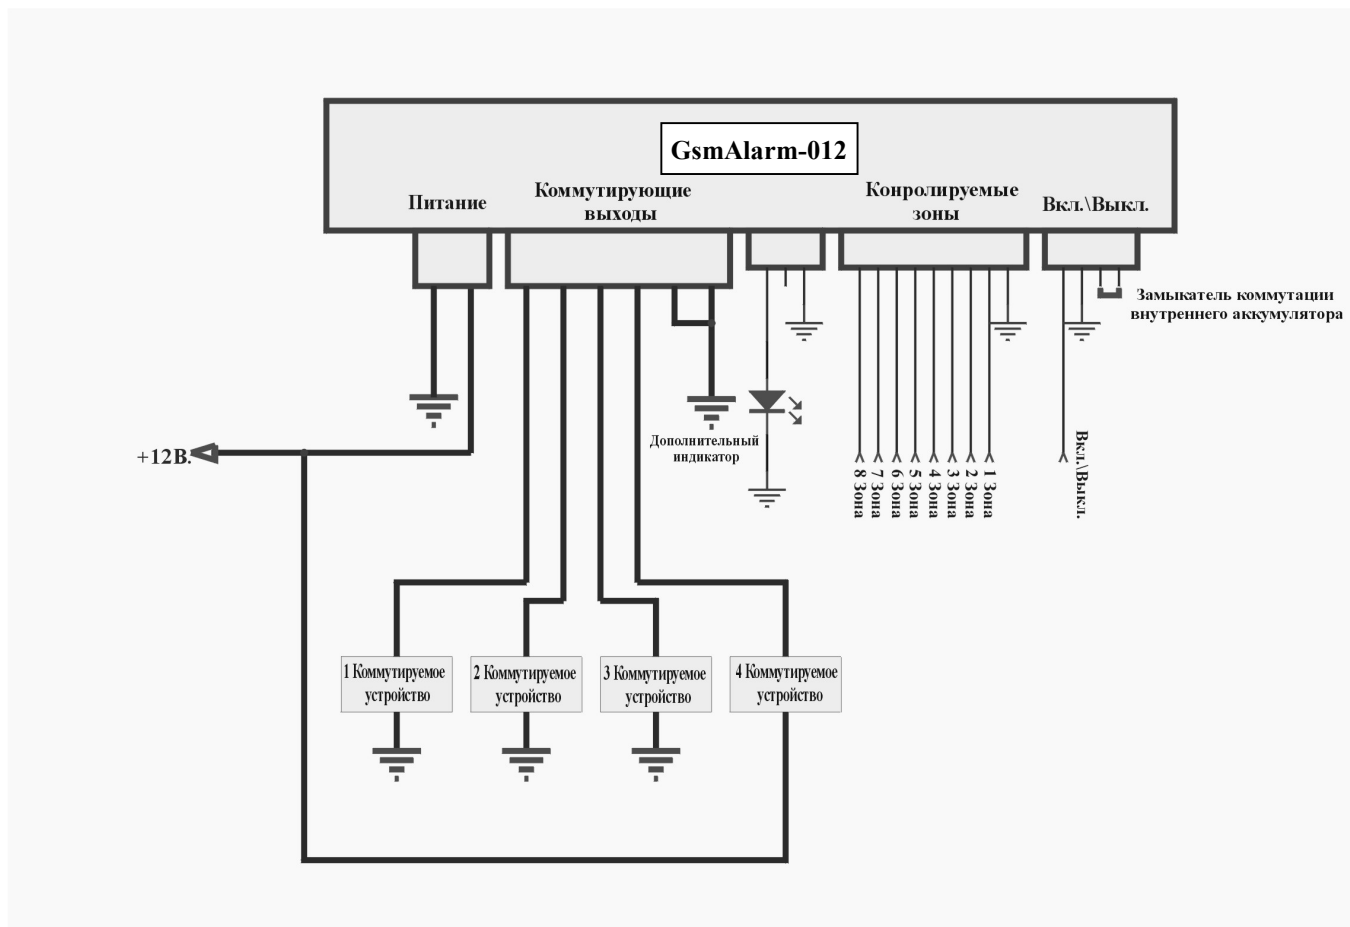 GsmAlarm-012
Питание
Коммутирующие
выходы
Конролируемые
зоны
Вкл.\Выкл.
Замыкатель коммутации
внутреннего аккумулятора
+12В.
Дополнительный
индикатор
8 Зона
7 Зона
6 Зона
5 Зона
4 Зона
3 Зона
2 Зона
1 Зона
Вкл.\Выкл.
1 Коммутируемое
устройство
2 Коммутируемое
устройство
3 Коммутируемое
устройство
4 Коммутируемое
устройство